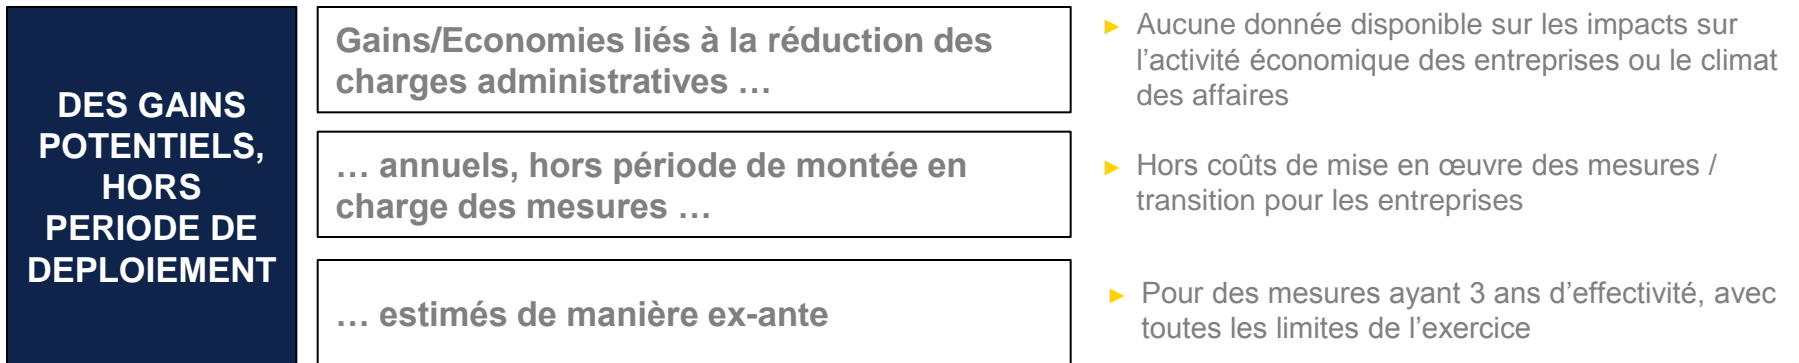 DES GAINS
POTENTIELS,
HORS
PERIODE DE
DEPLOIEMENT
Gains/Economies liés à la réduction des
charges administratives …
► Aucune donnée disponible sur les impacts sur
l’activité économique des entreprises ou le climat
des affaires
… annuels, hors période de montée en
charge des mesures …
► Hors coûts de mise en œuvre des mesures /
transition pour les entreprises
… estimés de manière ex-ante
► Pour des mesures ayant 3 ans d’effectivité, avec
toutes les limites de l’exercice